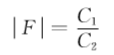 |F| = C₁/C₂